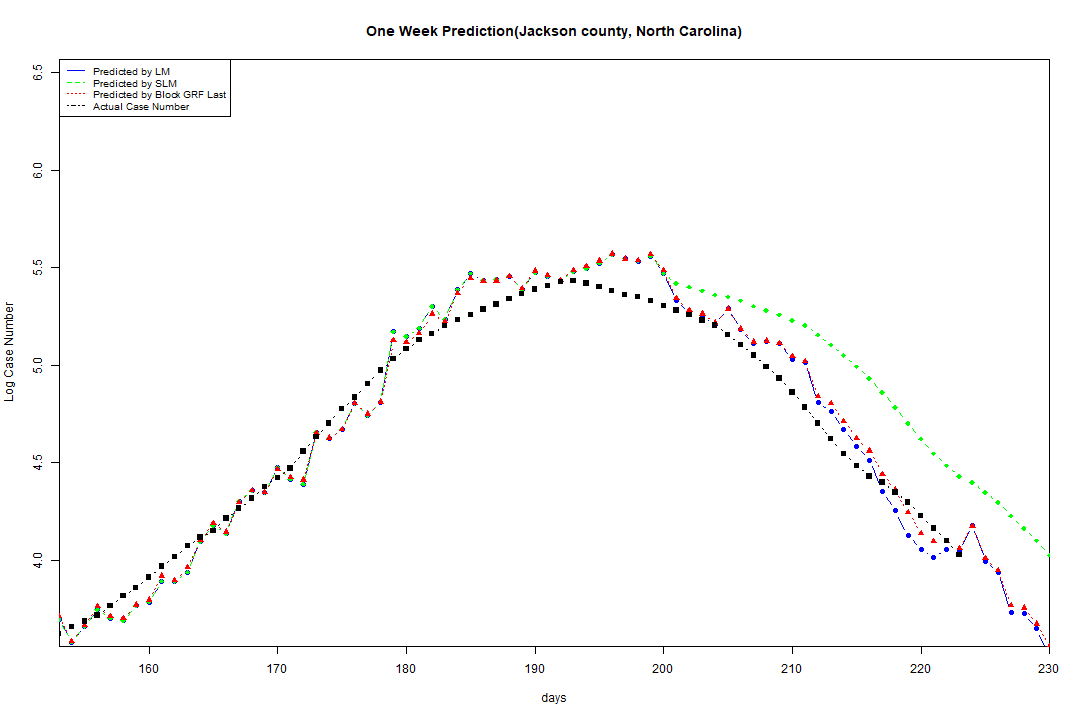 One Week Prediction(Jackson county, North Carolina)
Predicted by LM
Predicted by SLM
Predicted by Block GRF Last
Actual Case Number
Log Case Number
6.5
6.0
5.5
5.0
4.5
4.0
160 170 180 190 200 210 220 230
days